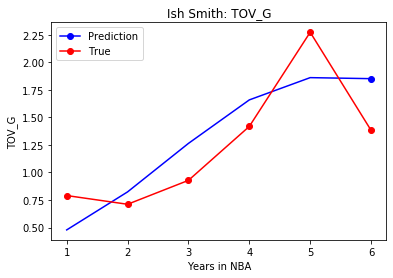 Ish Smith: TOV_G
Prediction
True
2.25
2.00
1.75
1.50
1.25
1.00
0.75
0.50
TOV_G
1 2 3 4 5 6
Years in NBA